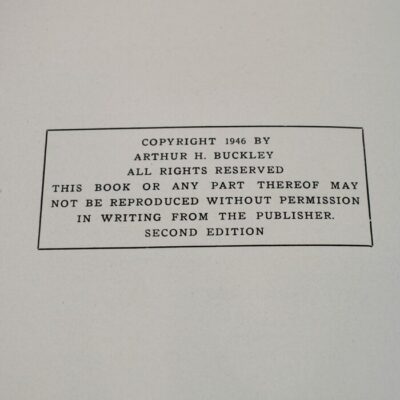 COPYRIGHT 1946 BY
ARTHUR H. BUCKLEY
ALL RIGHTS RESERVED
THIS BOOK OR ANY PART THEREOF MAY
NOT BE REPRODUCED WITHOUT PERMISSION
IN WRITING FROM THE PUBLISHER.
SECOND EDITION